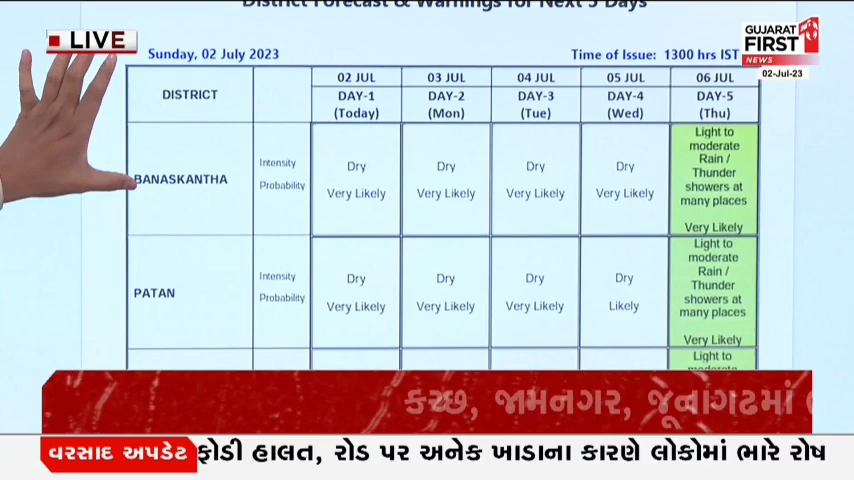 District Forecast & Warnings for Next 5 Days
LIVE
Sunday, 02 July 2023
Time of Issue: 1300 hrs IST
GUJARAT
FIRST
NEWS
02-Jul-23
DISTRICT
02 JUL
03 JUL
04 JUL
05 JUL
06 JUL
DAY-1
(Today)
DAY-2
(Mon)
DAY-3
(Tue)
DAY-4
(Wed)
DAY-5
(Thu)
BANASKANTHA
Intensity
Probability
Dry
Very Likely
Dry
Very Likely
Dry
Very Likely
Dry
Very Likely
Light to
moderate
Rain /
Thunder
showers at
many places
Very Likely
PATAN
Intensity
Probability
Dry
Very Likely
Dry
Very Likely
Dry
Very Likely
Dry
Likely
Light to
moderate
Rain /
Thunder
showers at
many places
Very Likely
Light to
moderate
કચ્છ, જામનગર, જૂનાગઢમાં
વરસાદ અપડેટ
ફોડી હાલત, રોડ પર અનેક ખાડાના કારણે લોકોમાં ભારે રોષ